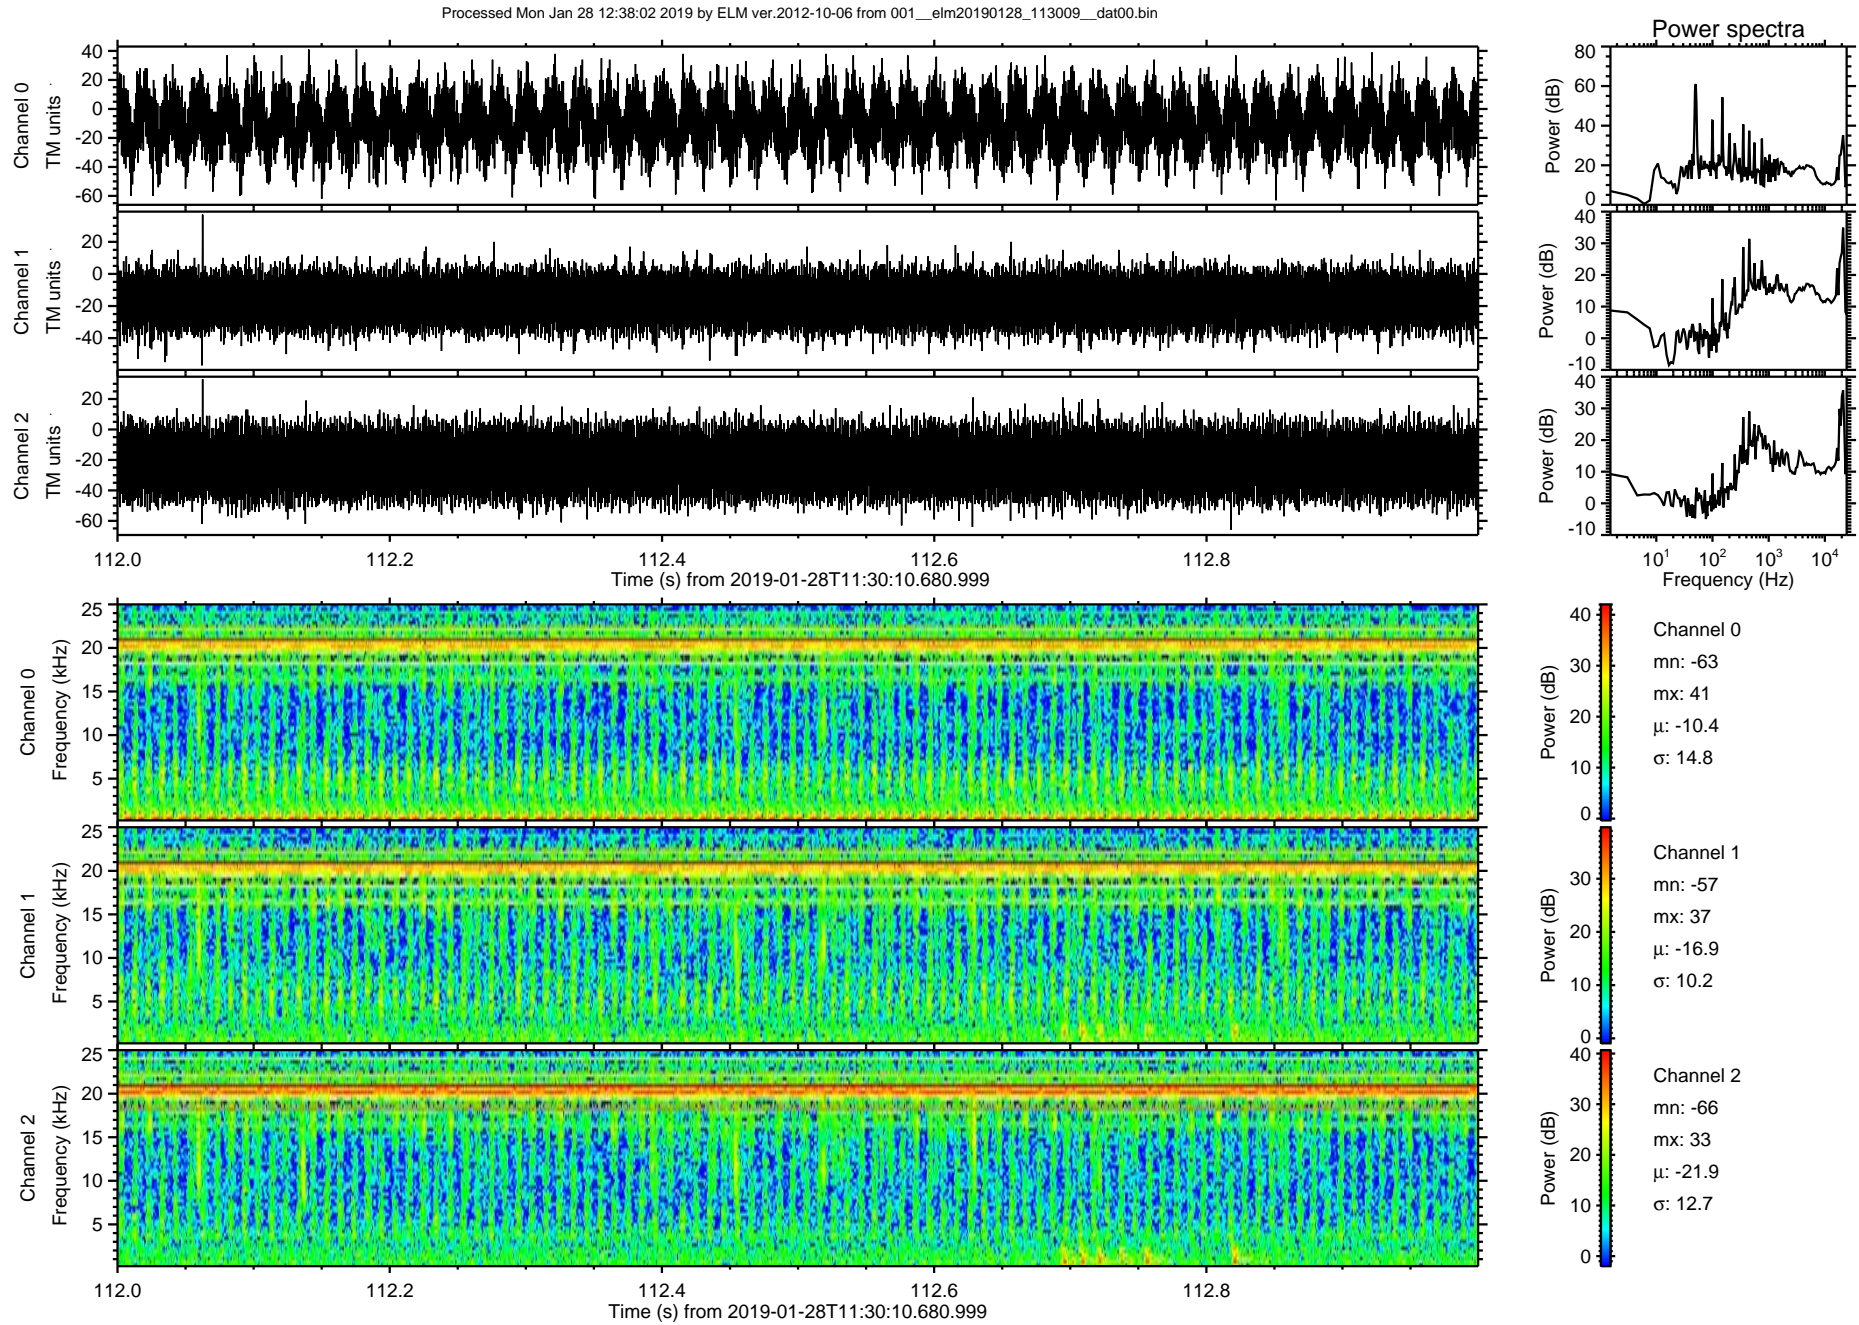 Processed Mon Jan 28 12:38:02 2019 by ELM ver.2012-10-06 from 001__elm20190128_113009__dat00.bin
Power spectra
Channel 0
TM units
40
20
0
-20
-40
-60
Power (dB)
80
60
40
20
0
Channel 1
TM units
20
0
-20
-40
Power (dB)
40
30
20
10
0
-10
Channel 2
TM units
20
0
-20
-40
-60
Power (dB)
40
30
20
10
0
-10
112.0 112.2 112.4 112.6 112.8
Time (s) from 2019-01-28T11:30:10.680.999
10¹ 10² 10³ 10⁴
Frequency (Hz)
Channel 0
Frequency (kHz)
25
20
15
10
5
Power (dB)
40
30
20
10
0
Channel 0
mn: -63
mx: 41
μ: -10.4
σ: 14.8
Channel 1
Frequency (kHz)
25
20
15
10
5
Power (dB)
30
20
10
0
Channel 1
mn: -57
mx: 37
μ: -16.9
σ: 10.2
Channel 2
Frequency (kHz)
25
20
15
10
5
Power (dB)
40
30
20
10
0
Channel 2
mn: -66
mx: 33
μ: -21.9
σ: 12.7
112.0 112.2 112.4 112.6 112.8
Time (s) from 2019-01-28T11:30:10.680.999